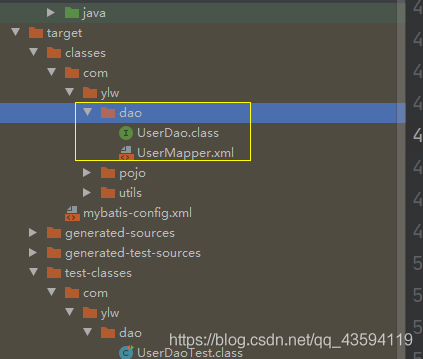 java
target
classes
com
ylw
dao
UserDao.class
UserMapper.xml
pojo
utils
mybatis-config.xml
generated-sources
generated-test-sources
test-classes
com
ylw
dao
https://blog.csdn.net/qq_43594119
UserDaoTest.class
4
4
4
4
4
4
4
4
4
5
5
5
5
5